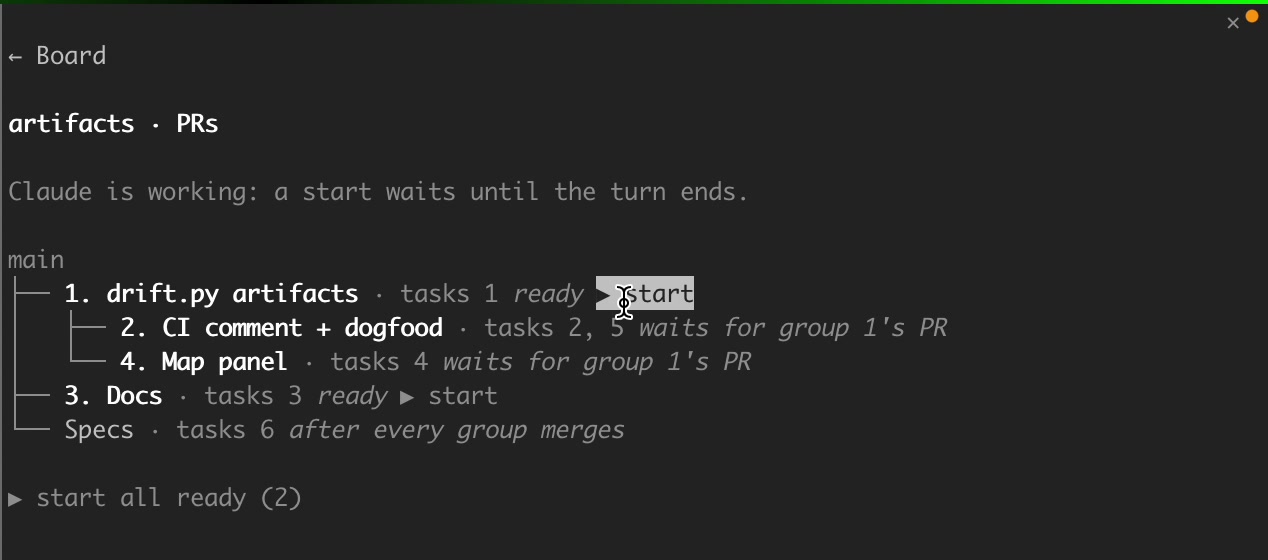 ×
← Board
artifacts · PRs
Claude is working: a start waits until the turn ends.
main
1. drift.py artifacts · tasks 1 ready ▶ start
2. CI comment + dogfood · tasks 2, 5 waits for group 1's PR
4. Map panel · tasks 4 waits for group 1's PR
3. Docs · tasks 3 ready ▶ start
Specs · tasks 6 after every group merges
▶ start all ready (2)